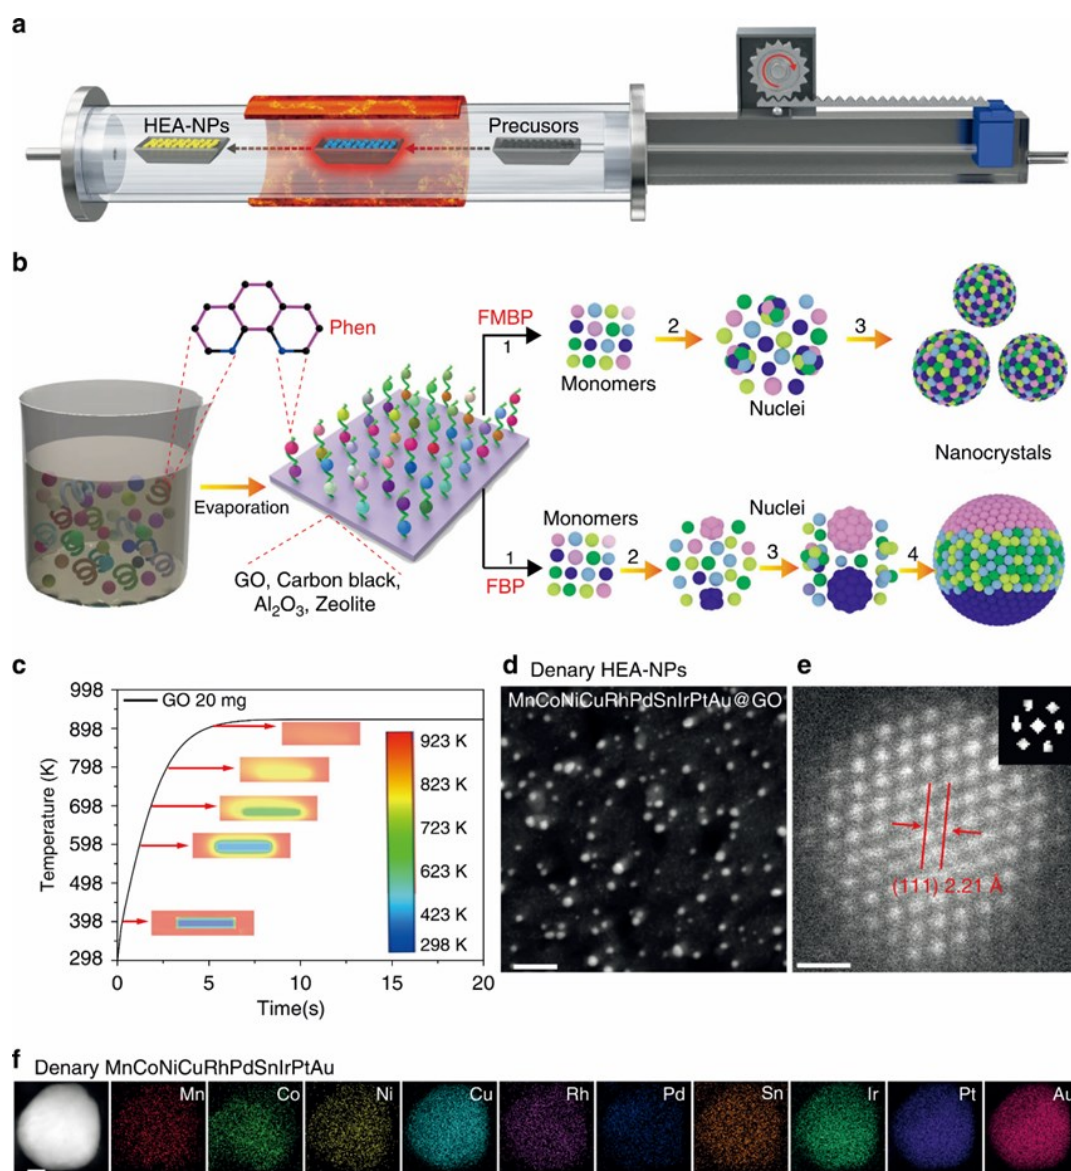 a
HEA-NPs
Precusors
b
Phen
FMBP
1
2
3
Monomers
Nuclei
Nanocrystals
Evaporation
GO, Carbon black,
Al₂O₃, Zeolite
Monomers
Nuclei
1
FBP
2
3
4
c
998
898
798
698
598
498
398
298
Temperature (K)
GO 20 mg
923 K
823 K
723 K
623 K
423 K
298 K
0
5
10
15
20
Time(s)
d Denary HEA-NPs
MnCoNiCuRhPdSnIrPtAu@GO
e
(111) 2.21 Å
f Denary MnCoNiCuRhPdSnIrPtAu
Mn Co Ni Cu Rh Pd Sn Ir Pt Au